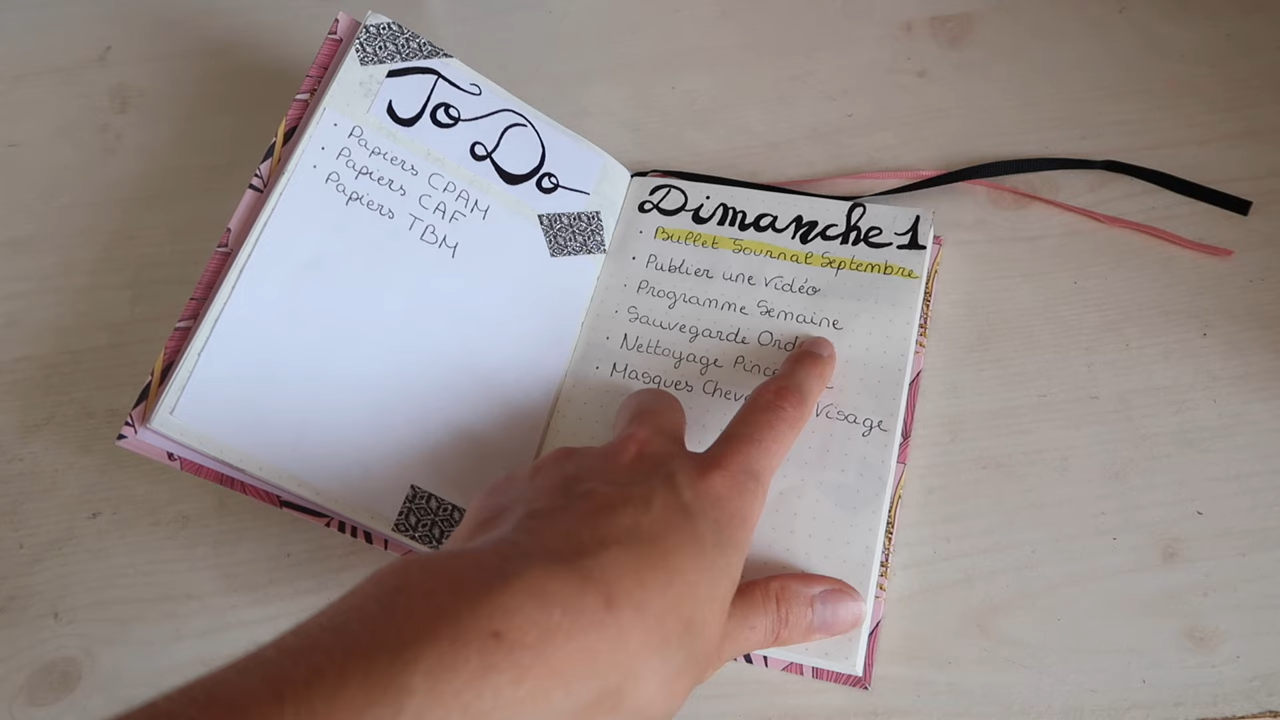 To Do
· Papiers CPAM
· Papiers CAF
· Papiers TBM
Dimanche 1
· Bullet Journal Septembre
· Publier une vidéo
· Programme Semaine
· Sauvegarde
· Nettoyage
· Masques Visage